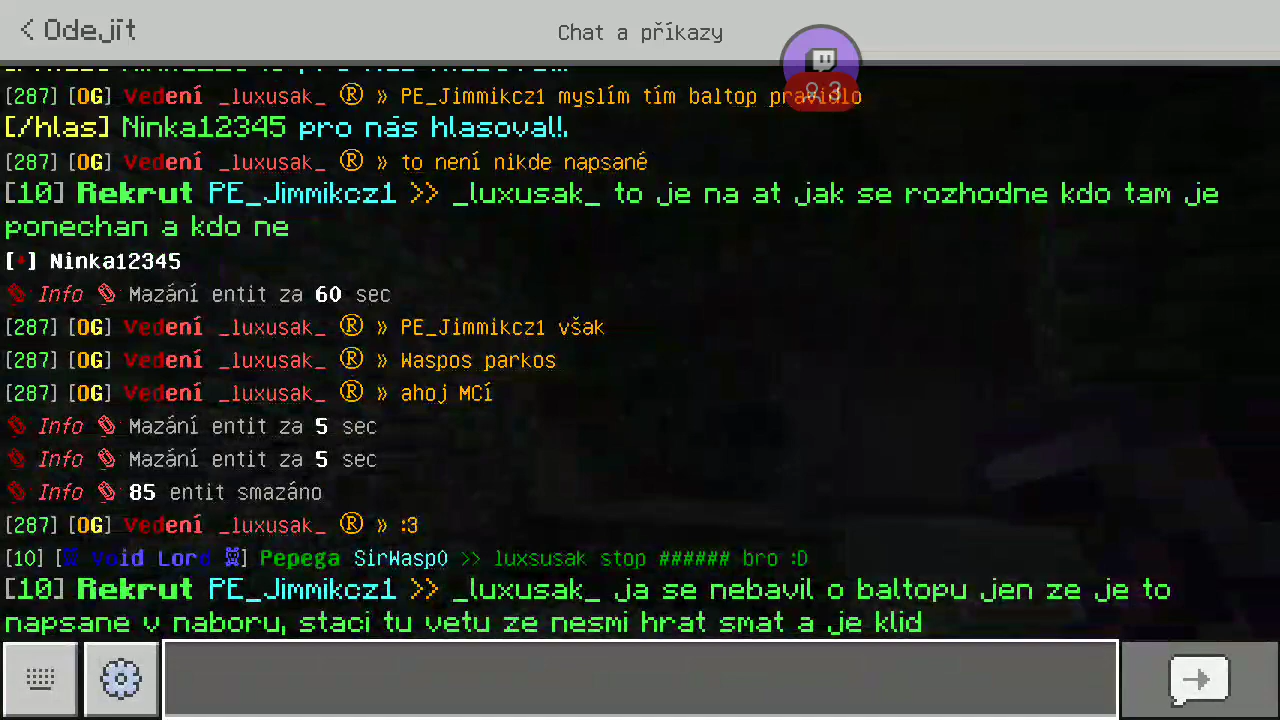 < Odejít
Chat a příkazy
3
[287] [OG] Vedení _luxusak_ ® » PE_Jimmikcz1 myslím tím baltop pravidlo
[/hlas] Ninka12345 pro nás hlasoval!.
[287] [OG] Vedení _luxusak_ ® » to není nikde napsané
[10] Rekrut PE_Jimmikcz1 >> _luxusak_ to je na at jak se rozhodne kdo tam je
ponechan a kdo ne
[+] Ninka12345
Info Mazání entit za 60 sec
[287] [OG] Vedení _luxusak_ ® » PE_Jimmikcz1 však
[287] [OG] Vedení _luxusak_ ® » Waspos parkos
[287] [OG] Vedení _luxusak_ ® » ahoj MCí
Info Mazání entit za 5 sec
Info Mazání entit za 5 sec
Info 85 entit smazáno
[287] [OG] Vedení _luxusak_ ® » :3
[10] [Void Lord] Pepega SirWasp0 >> luxsusak stop ###### bro :D
[10] Rekrut PE_Jimmikcz1 >> _luxusak_ ja se nebavil o baltopu jen ze je to
napsane v naboru, staci tu vetu ze nesmi hrat smat a je klid